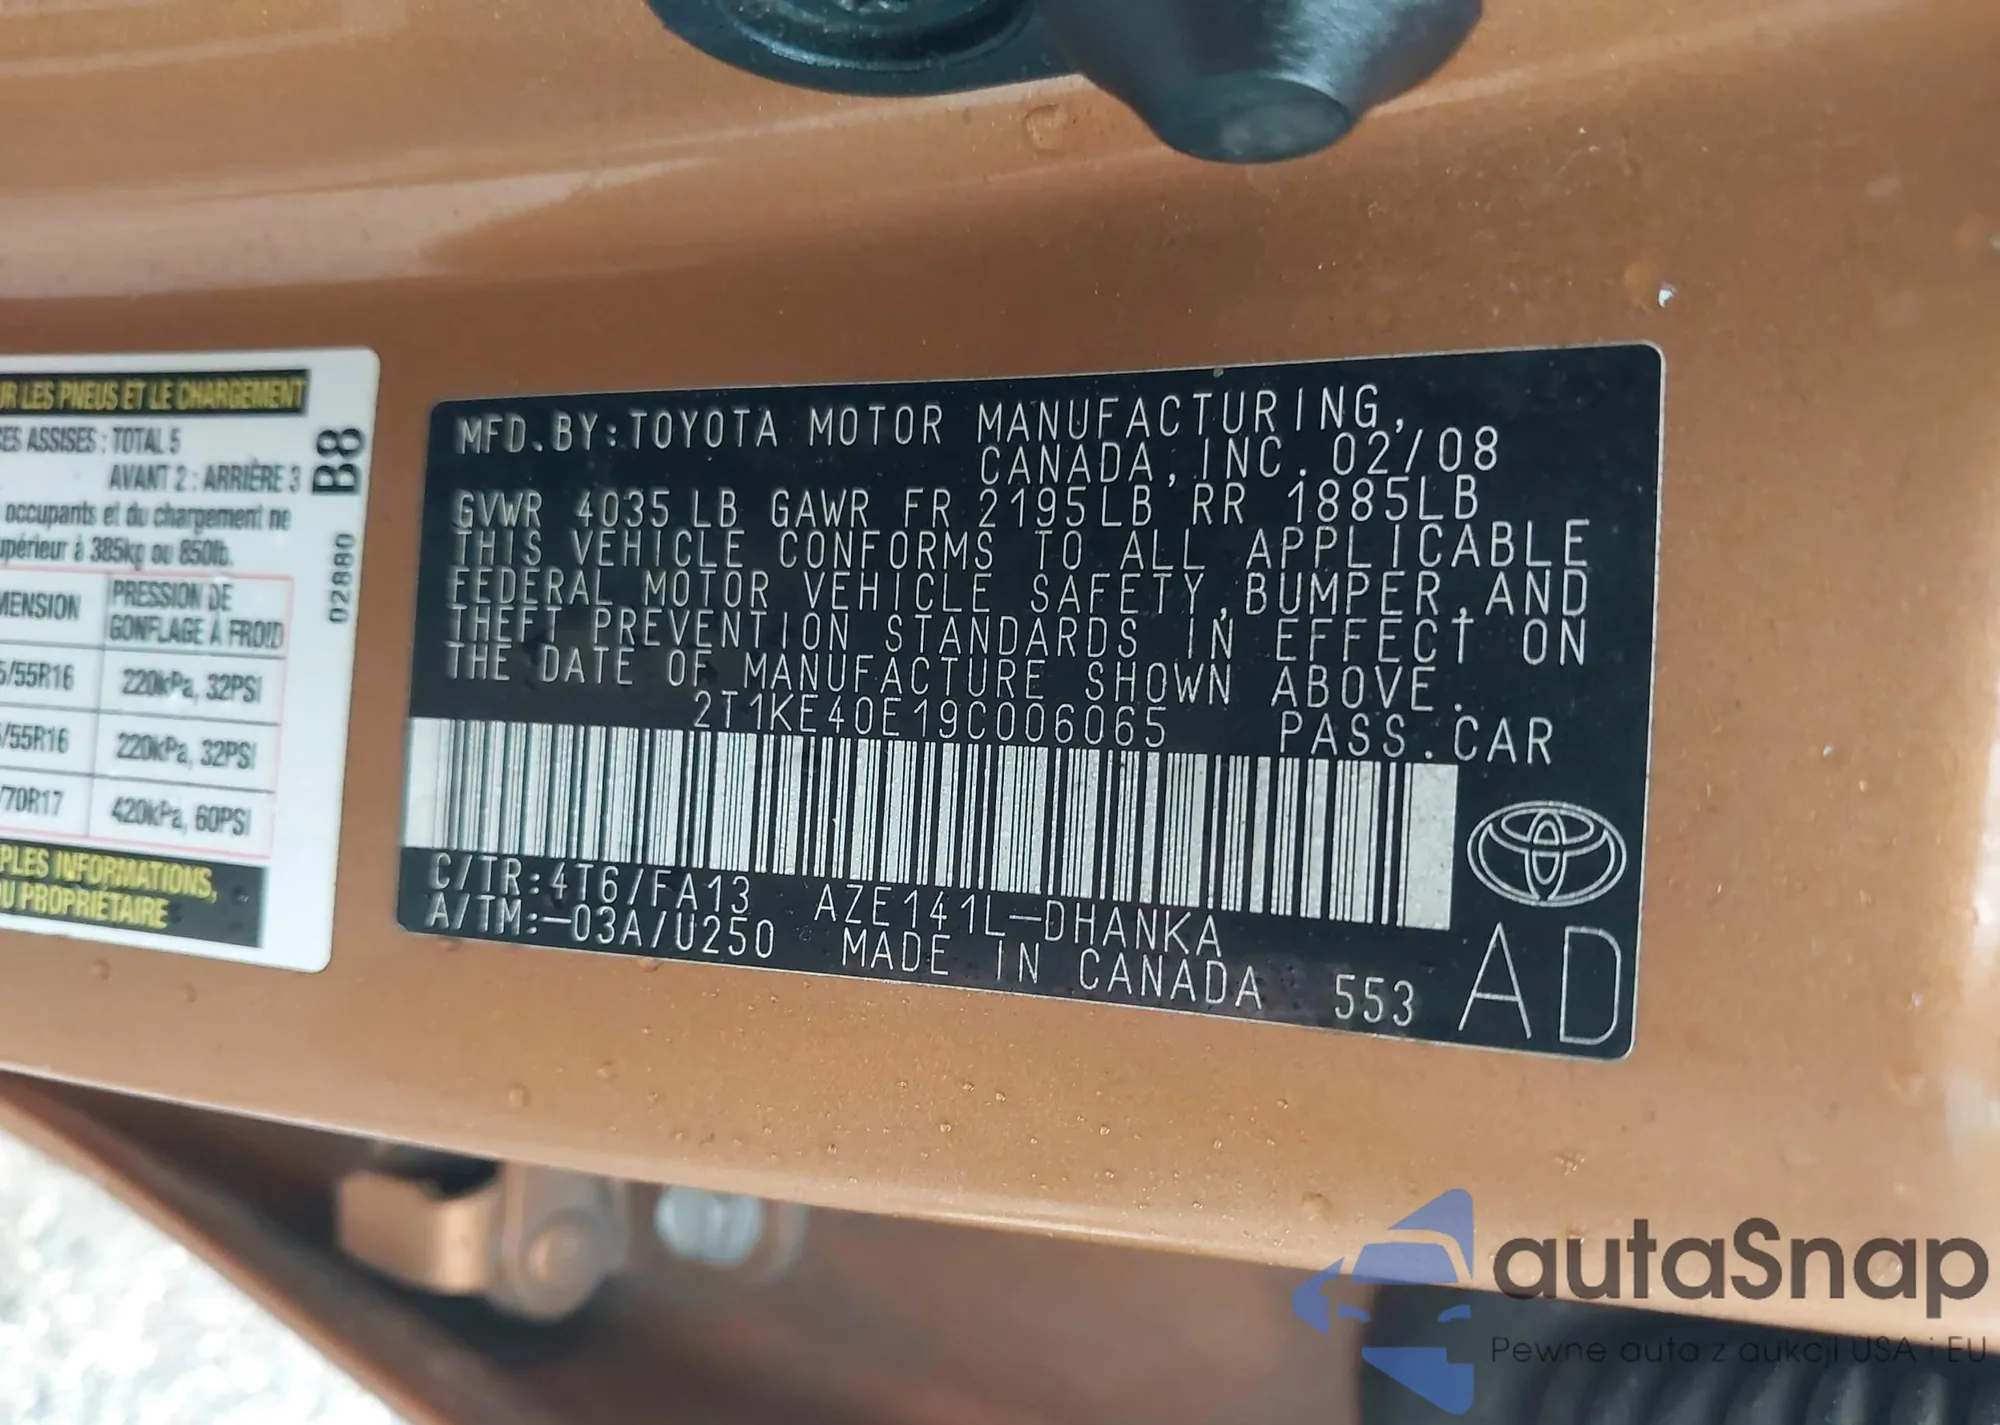 UR LES PNEUS ET LE CHARGEMENT
CES ASSISES : TOTAL 5
AVANT 2 : ARRIÈRE 3
occupants et du chargement ne
périeur à 385kg ou 850lb.
MENSION PRESSION DE
GONFLAGE À FROID
5/55R16 220kPa, 32PSI
/55R16 220kPa, 32PSI
/70R17 420kPa, 60PSI
PLES INFORMATIONS,
DU PROPRIÉTAIRE
B8
02880
MFD.BY:TOYOTA MOTOR MANUFACTURING,
CANADA,INC. 02/08
GVWR 4035 LB GAWR FR 2195LB RR 1885LB
THIS VEHICLE CONFORMS TO ALL APPLICABLE
FEDERAL MOTOR VEHICLE SAFETY,BUMPER,AND
THEFT PREVENTION STANDARDS IN EFFECT ON
THE DATE OF MANUFACTURE SHOWN ABOVE.
2T1KE40E19C006065 PASS.CAR
C/TR:4T6/FA13 AZE141L-DHANKA
A/TM:-03A/U250 MADE IN CANADA 553
AD
autaSnap
Pewne auta z aukcji USA i EU